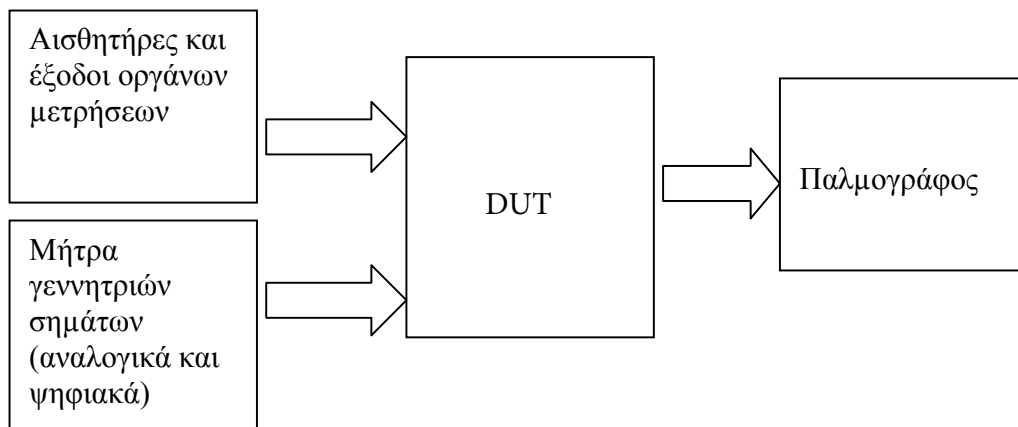 Αισθητήρες και
έξοδοι οργάνων
μετρήσεων
Μήτρα
γεννητριών
σημάτων
(αναλογικά και
ψηφιακά)
DUT
Παλμογράφος